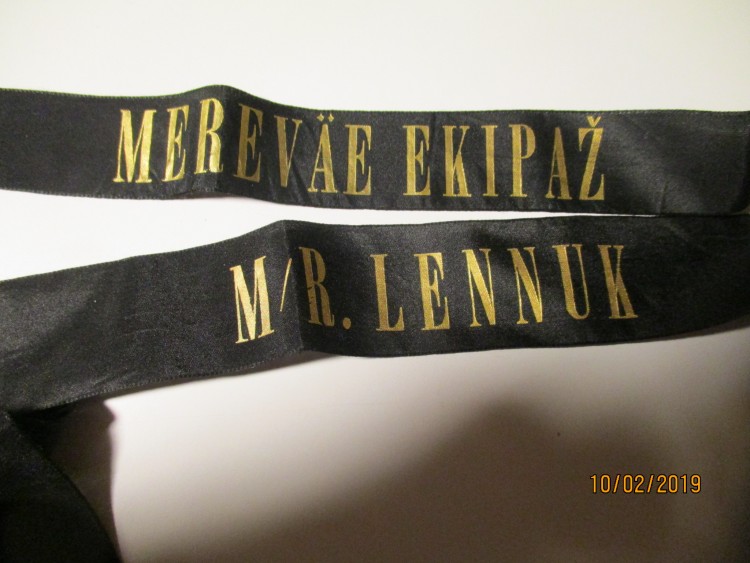 MEREVÄE EKIPAŽ
M/R. LENNUK
10/02/2019